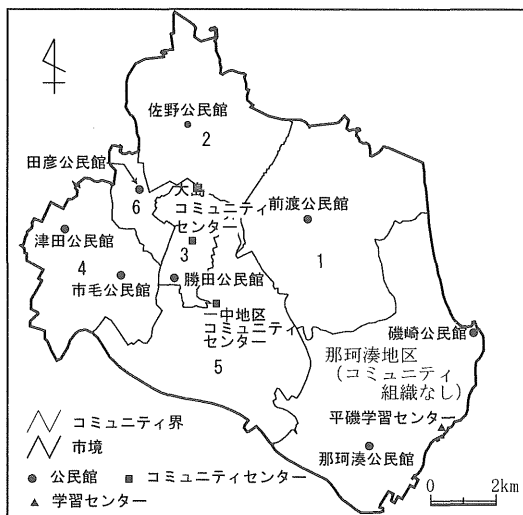 佐野公民館
2
田彦公民館
6
大島
コミュニティ
センター
前渡公民館
津田公民館
3
4
勝田公民館
1
市毛公民館
一中地区
コミュニティ
センター
5
磯崎公民館
那珂湊地区
(コミュニティ
組織なし)
平磯学習センター
那珂湊公民館
コミュニティ界
市境
公民館
コミュニティセンター
学習センター
0
2km